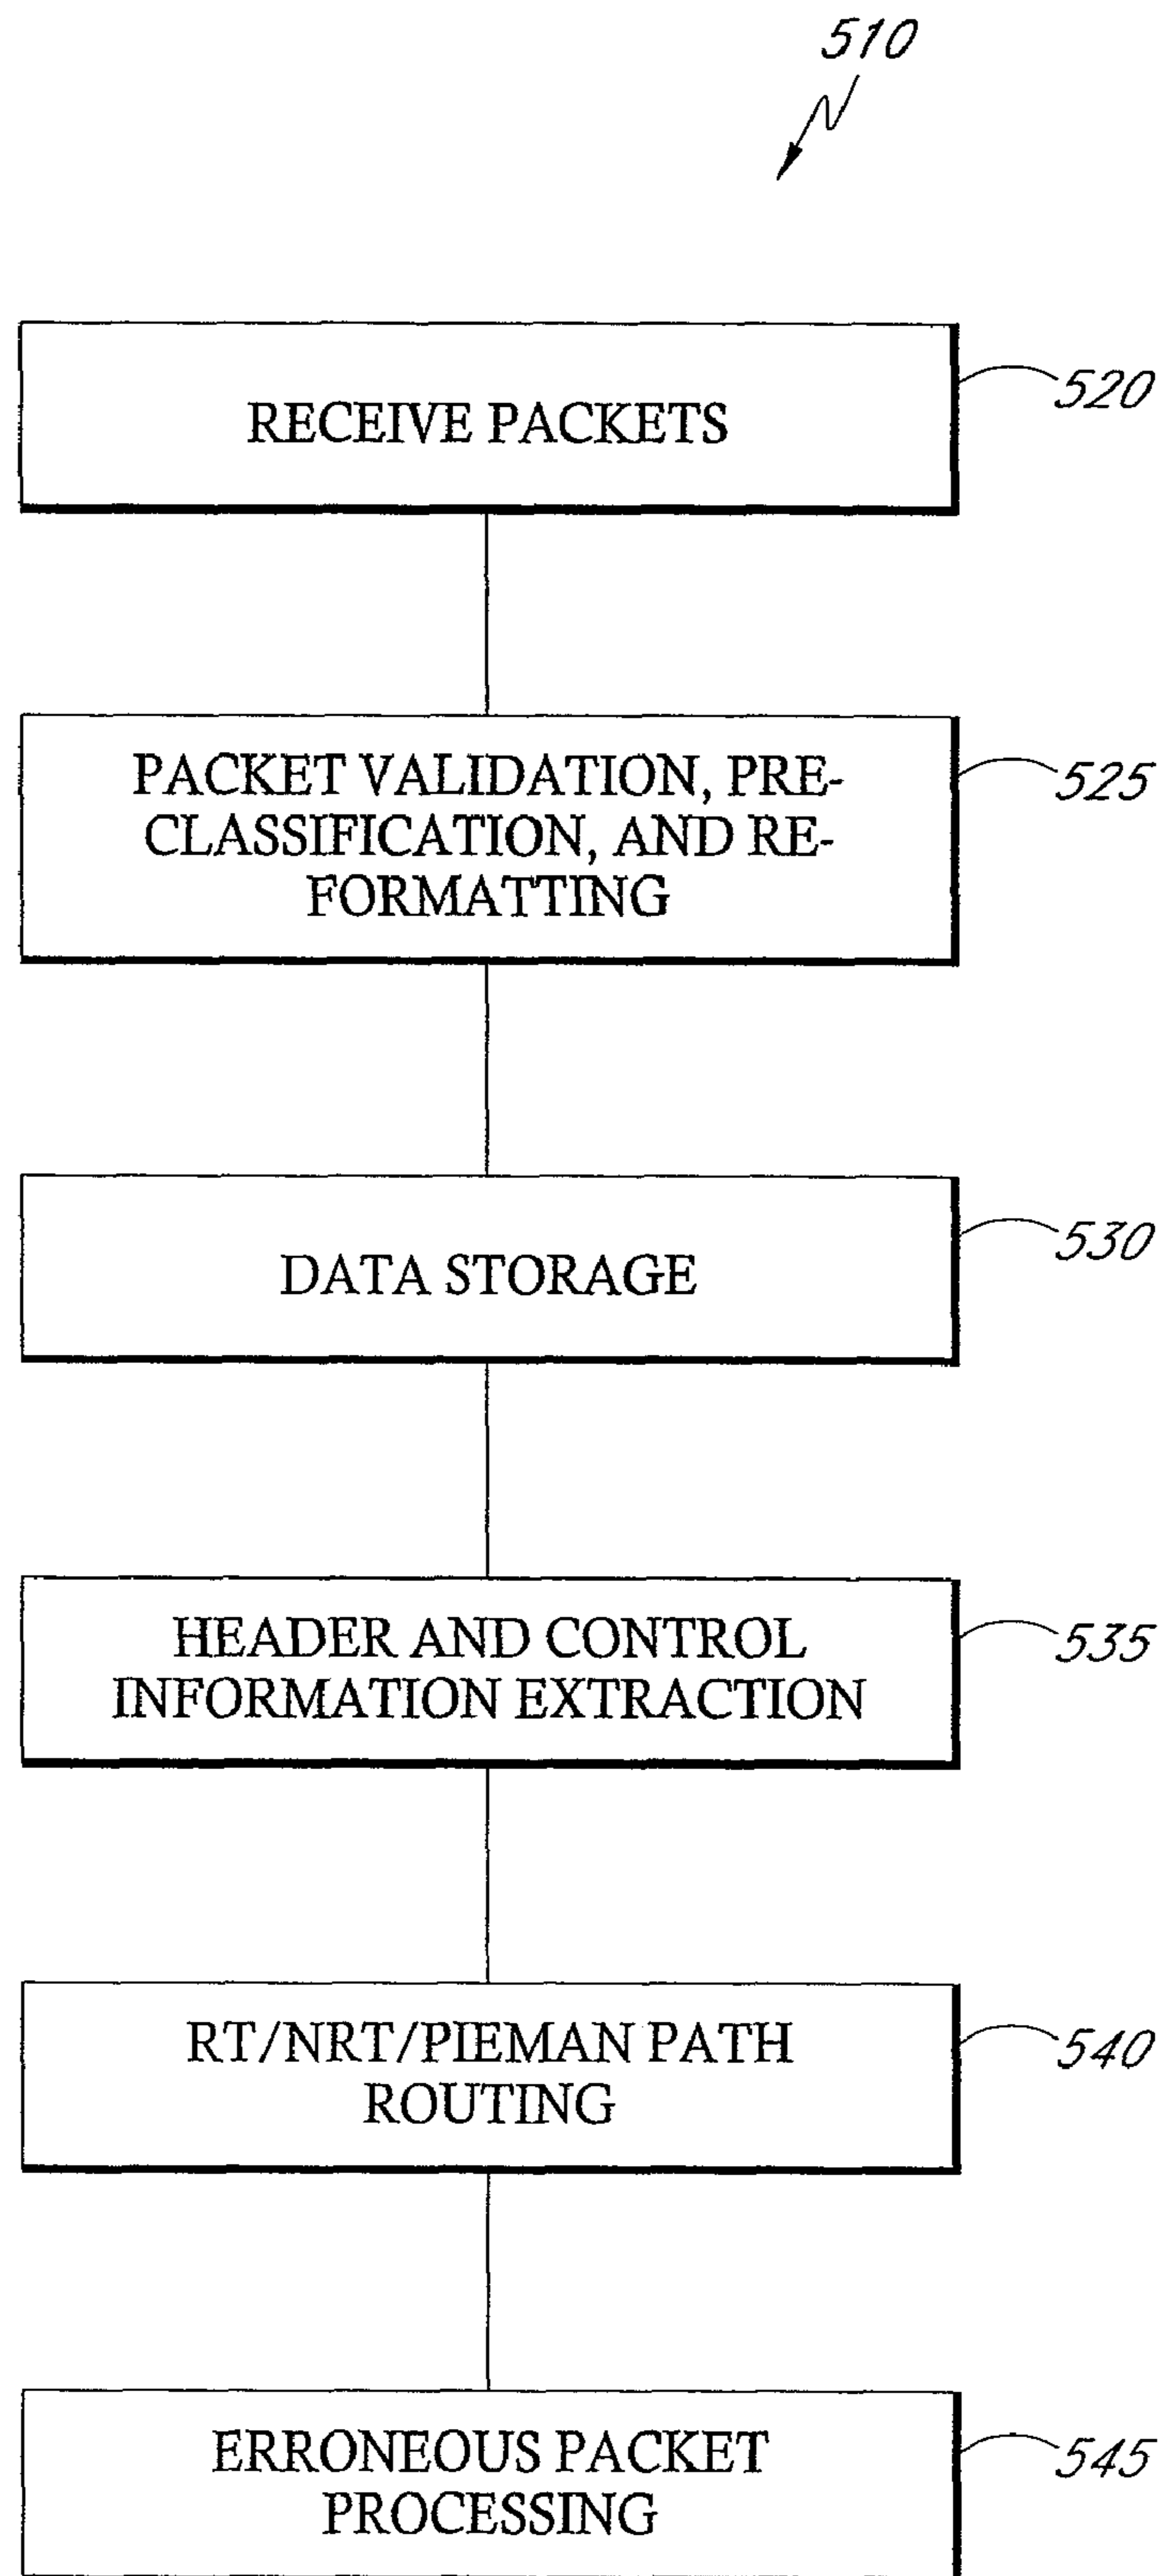 510
RECEIVE PACKETS
520
PACKET VALIDATION, PRE-
CLASSIFICATION, AND RE-
FORMATTING
525
DATA STORAGE
530
HEADER AND CONTROL
INFORMATION EXTRACTION
535
RT/NRT/PIEMAN PATH
ROUTING
540
ERRONEOUS PACKET
PROCESSING
545